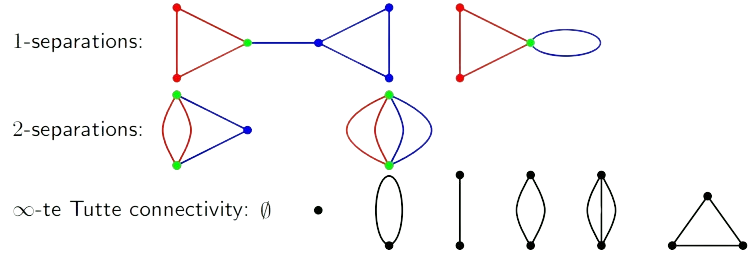 1-separations:
2-separations:
∞-te Tutte connectivity: ∅